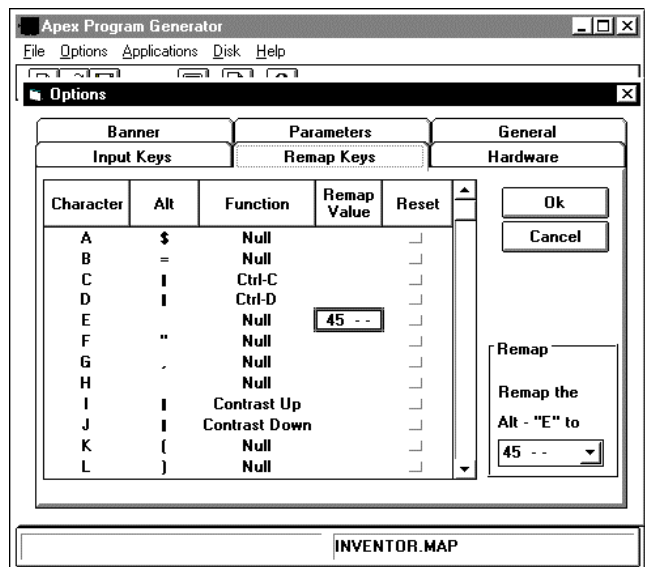 Apex Program Generator
File Options Applications Disk Help
Options
Banner Parameters General
Input Keys Remap Keys Hardware
Character Alt Function Remap Value Reset
A $ Null
B = Null
C Ctrl-C
D Ctrl-D
E Null 45 - -
F " Null
G , Null
H Null
I Contrast Up
J Contrast Down
K ( Null
L ) Null
Ok
Cancel
Remap
Remap the
Alt - "E" to
45 - -
INVENTOR.MAP